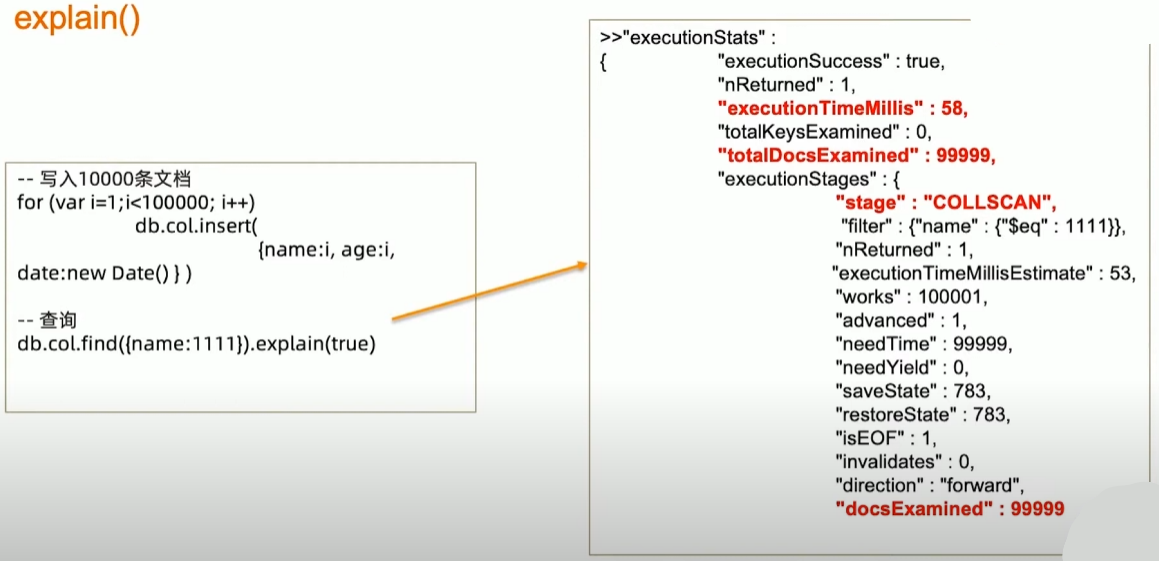 explain()
-- 写入10000条文档
for (var i=1;i<100000; i++)
db.col.insert(
{name:i, age:i,
date:new Date() } )
-- 查询
db.col.find({name:1111}).explain(true)
>>"executionStats" :
{ "executionSuccess" : true,
"nReturned" : 1,
"executionTimeMillis" : 58,
"totalKeysExamined" : 0,
"totalDocsExamined" : 99999,
"executionStages" : {
"stage" : "COLLSCAN",
"filter" : {"name" : {"$eq" : 1111}},
"nReturned" : 1,
"executionTimeMillisEstimate" : 53,
"works" : 100001,
"advanced" : 1,
"needTime" : 99999,
"needYield" : 0,
"saveState" : 783,
"restoreState" : 783,
"isEOF" : 1,
"invalidates" : 0,
"direction" : "forward",
"docsExamined" : 99999